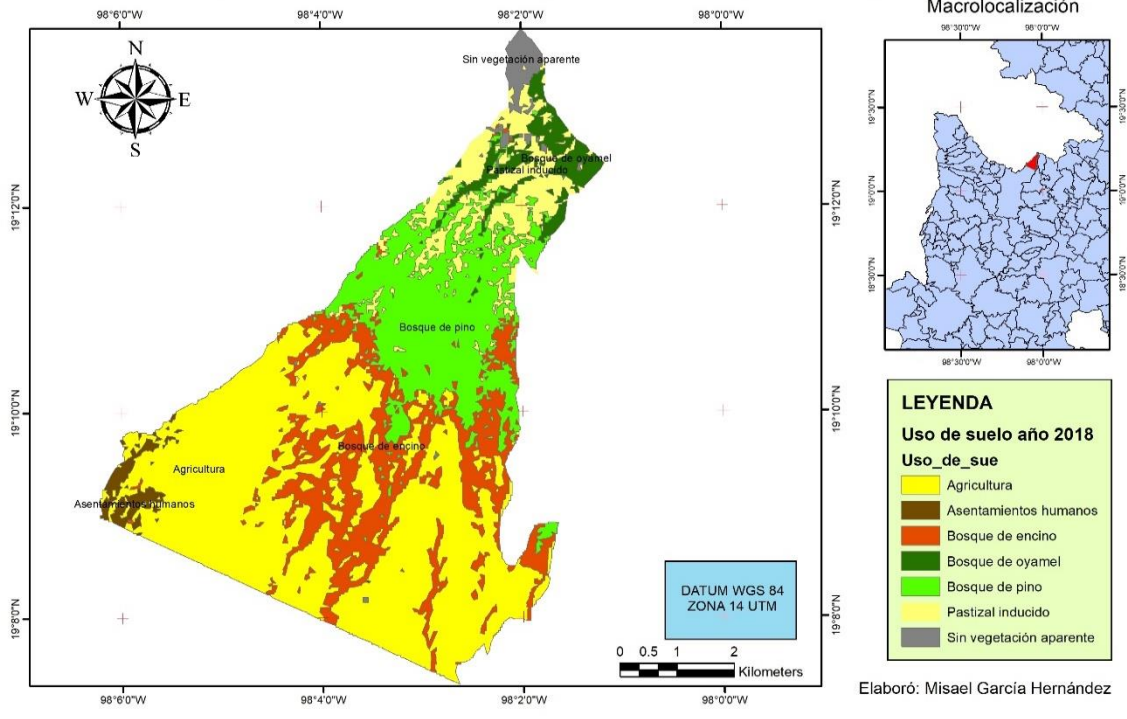 98°6'0"W 98°4'0"W 98°2'0"W 98°0'0"W
N
W E
S
Sin vegetación aparente
Bosque de oyamel
Pastizal inducido
Bosque de pino
Bosque de encino
Agricultura
Asentamientos humanos
19°12'0"N
19°10'0"N
19°8'0"N
19°12'0"N
19°10'0"N
19°8'0"N
DATUM WGS 84
ZONA 14 UTM
0 0.5 1 2
Kilometers
98°6'0"W 98°4'0"W 98°2'0"W 98°0'0"W
Macrolocalización
98°30'0"W 98°0'0"W
19°30'0"N
19°0'0"N
18°30'0"N
19°30'0"N
19°0'0"N
18°30'0"N
98°30'0"W 98°0'0"W
LEYENDA
Uso de suelo año 2018
Uso_de_sue
Agricultura
Asentamientos humanos
Bosque de encino
Bosque de oyamel
Bosque de pino
Pastizal inducido
Sin vegetación aparente
Elaboró: Misael García Hernández